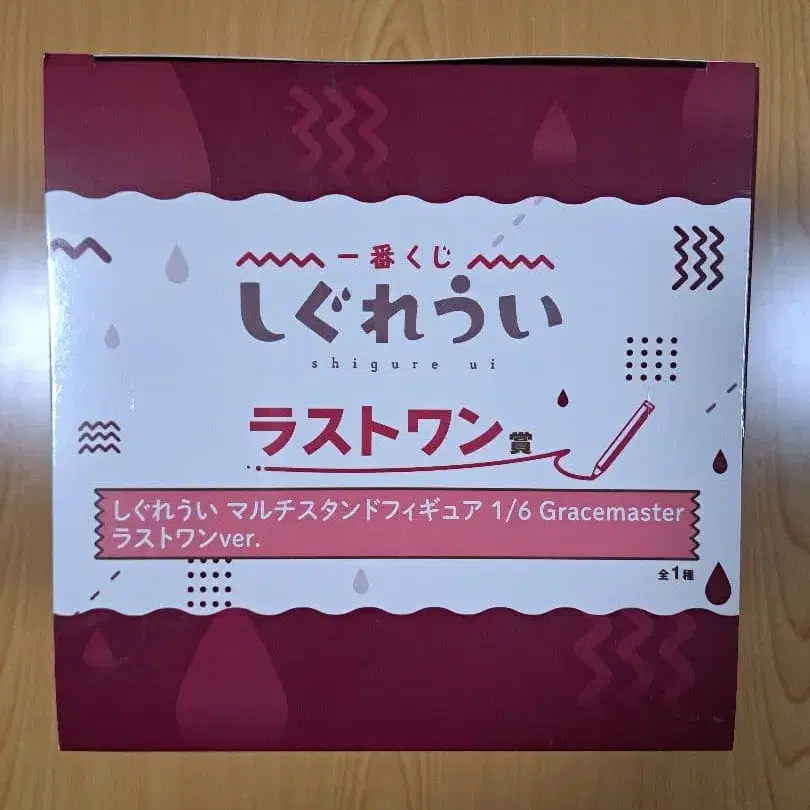 一番くじ
しぐれうい
shigure ui
ラストワン賞
しぐれうい マルチスタンドフィギュア 1/6 Gracemaster
ラストワンver.
全1種